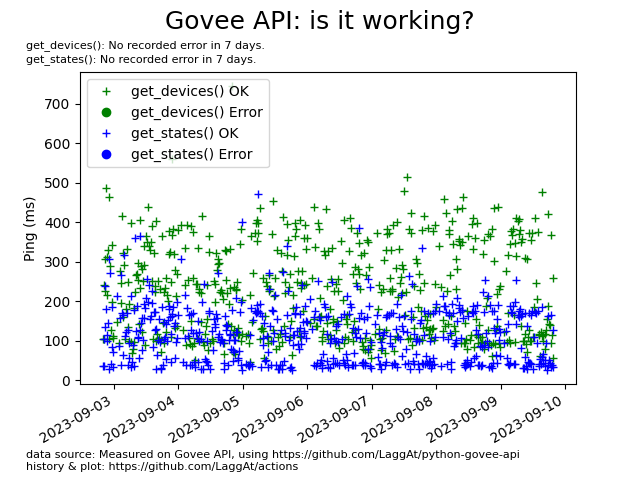 Govee API: is it working?
get_devices(): No recorded error in 7 days.
get_states(): No recorded error in 7 days.
get_devices() OK
get_devices() Error
get_states() OK
get_states() Error
Ping (ms)
700
600
500
400
300
200
100
0
2023-09-03
2023-09-04
2023-09-05
2023-09-06
2023-09-07
2023-09-08
2023-09-09
2023-09-10
data source: Measured on Govee API, using https://github.com/LaggAt/python-govee-api
history & plot: https://github.com/LaggAt/actions